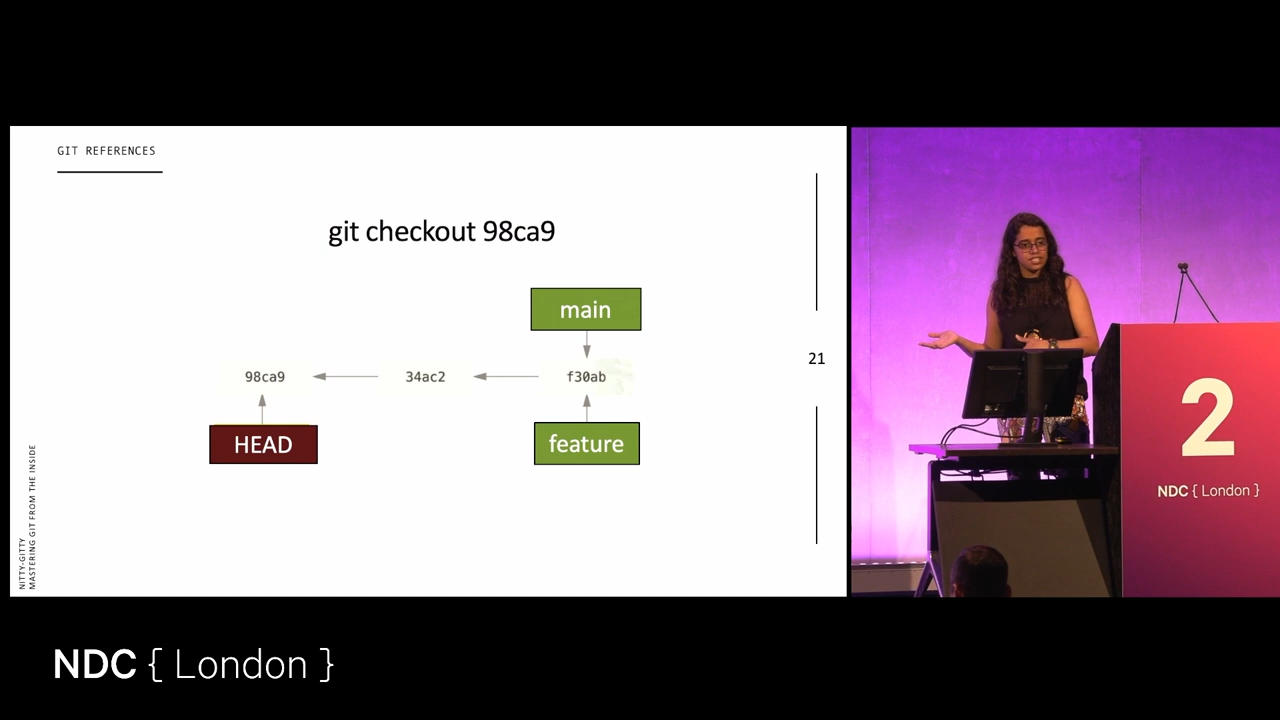 GIT REFERENCES
git checkout 98ca9
main
98ca9
34ac2
f30ab
HEAD
feature
21
NITTY-GITTY
MASTERING GIT FROM THE INSIDE
2
NDC { London }
NDC { London }